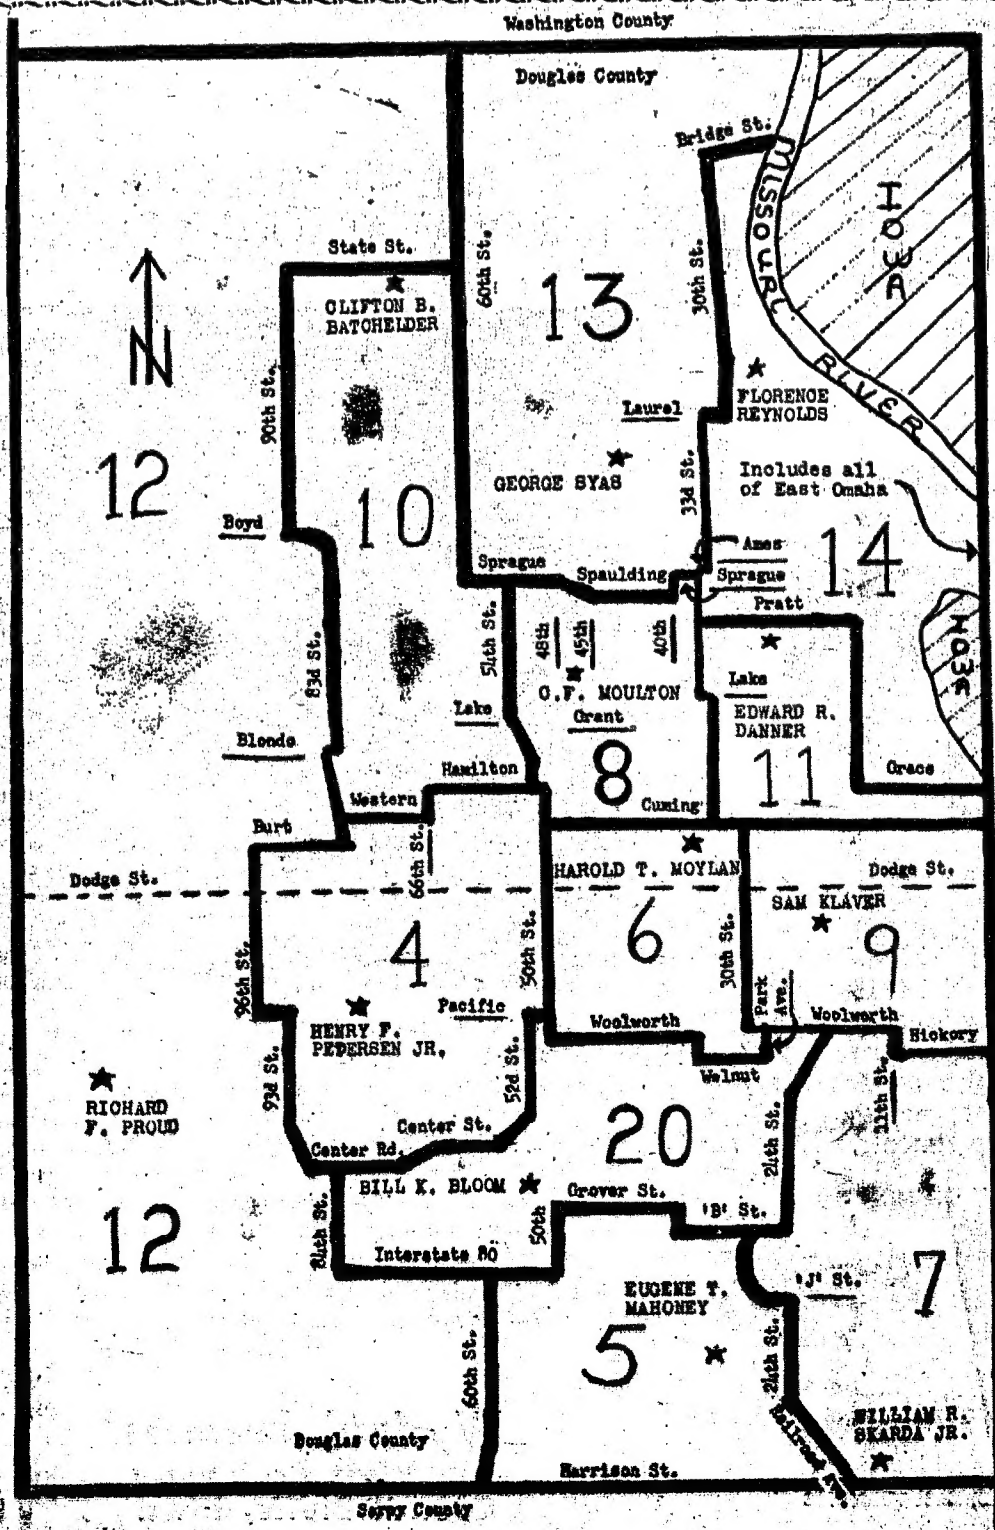 Washington County
Douglas County
Bridge St.
MISSOURI RIVER
IOWA
N
State St.
60th St.
13
30th St.
CLIFTON B.
BATCHELDER
90th St.
FLORENCE
REYNOLDS
Laurel
12
GEORGE SYAS
33d St.
Includes all
of East Omaha
10
Boyd
14
Ames
Sprague
Spaulding
Sprague
Pratt
83d St.
54th St.
48th
45th
40th
IOWA
C.F. MOULTON
Lake
Lake
Grant
EDWARD R.
DANNER
Blondo
8
11
Hamilton
Grace
Western
Cuming
Burt
66th St.
HAROLD T. MOYLAN
Dodge St.
Dodge St.
SAM KLAVER
4
6
9
50th St.
30th St.
96th St.
Park
Ave.
Pacific
Woolworth
Woolworth
Hickory
HENRY F.
PEDERSEN JR.
Walnut
93d St.
52d St.
11th St.
RICHARD
F. PROUD
20
24th St.
Center St.
Center Rd.
BILL K. BLOOM
Grover St.
'B' St.
84th St.
50th
12
Interstate 80
EUGENE T.
MAHONEY
'J' St.
7
5
60th St.
24th St.
Railroad Ave.
WILLIAM R.
SKARDA JR.
Douglas County
Harrison St.
Sarpy County